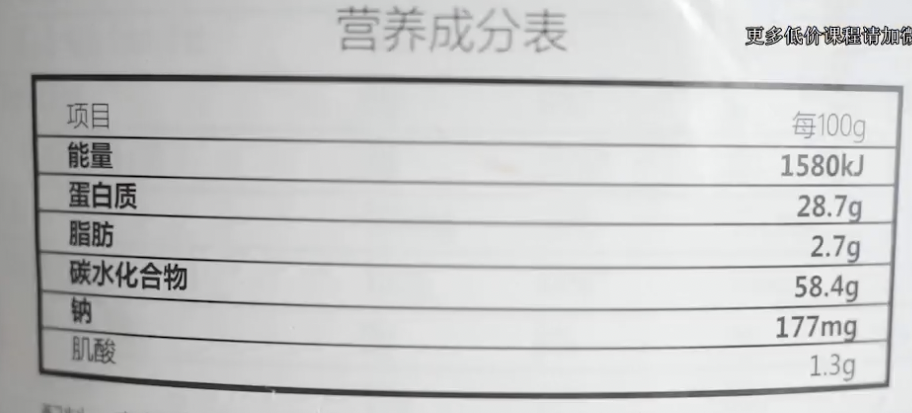 营养成分表
更多低价课程请加微
项目 每100g
能量 1580kJ
蛋白质 28.7g
脂肪 2.7g
碳水化合物 58.4g
钠 177mg
肌酸 1.3g